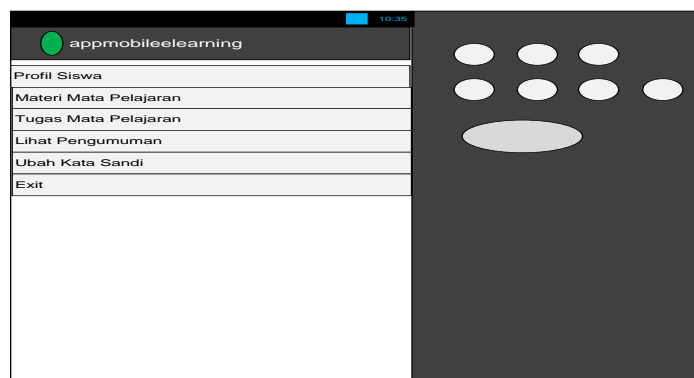 10:35
appmobileelearning
Profil Siswa
Materi Mata Pelajaran
Tugas Mata Pelajaran
Lihat Pengumuman
Ubah Kata Sandi
Exit